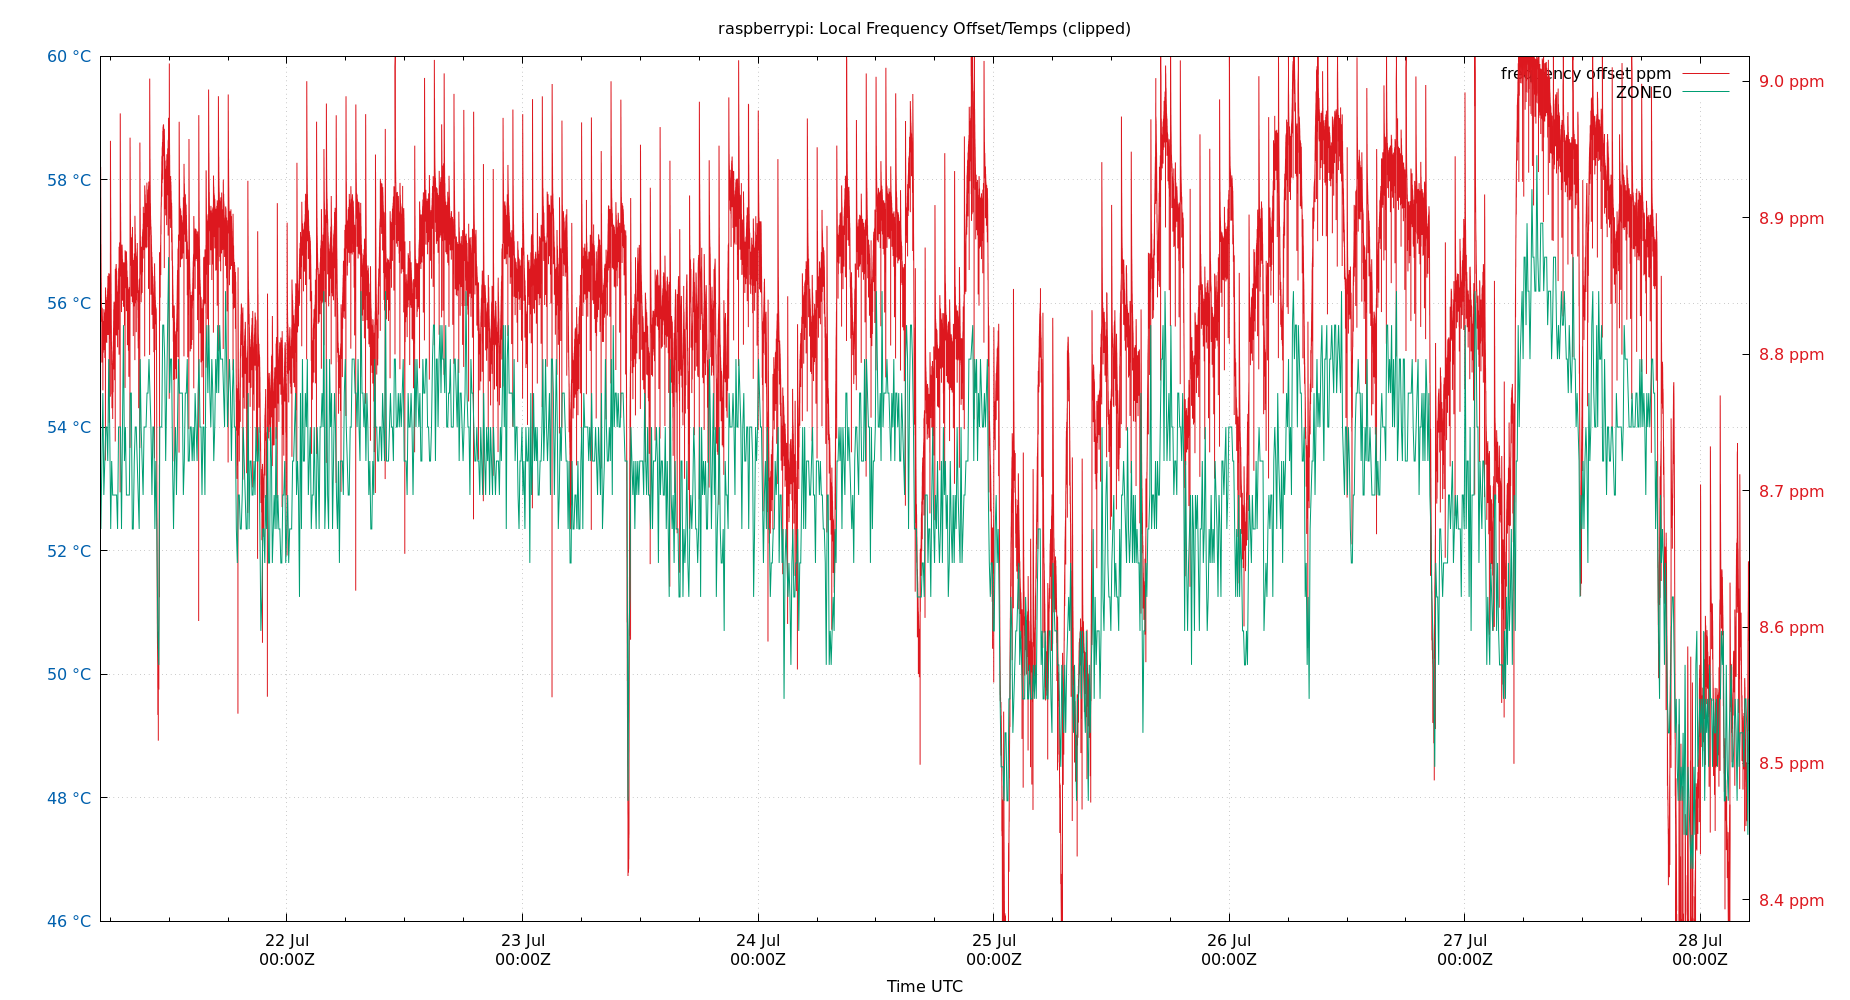 raspberrypi: Local Frequency Offset/Temps (clipped)
60 °C
58 °C
56 °C
54 °C
52 °C
50 °C
48 °C
46 °C
frequency offset ppm
ZONE0
9.0 ppm
8.9 ppm
8.8 ppm
8.7 ppm
8.6 ppm
8.5 ppm
8.4 ppm
22 Jul
00:00Z
23 Jul
00:00Z
24 Jul
00:00Z
25 Jul
00:00Z
26 Jul
00:00Z
27 Jul
00:00Z
28 Jul
00:00Z
Time UTC